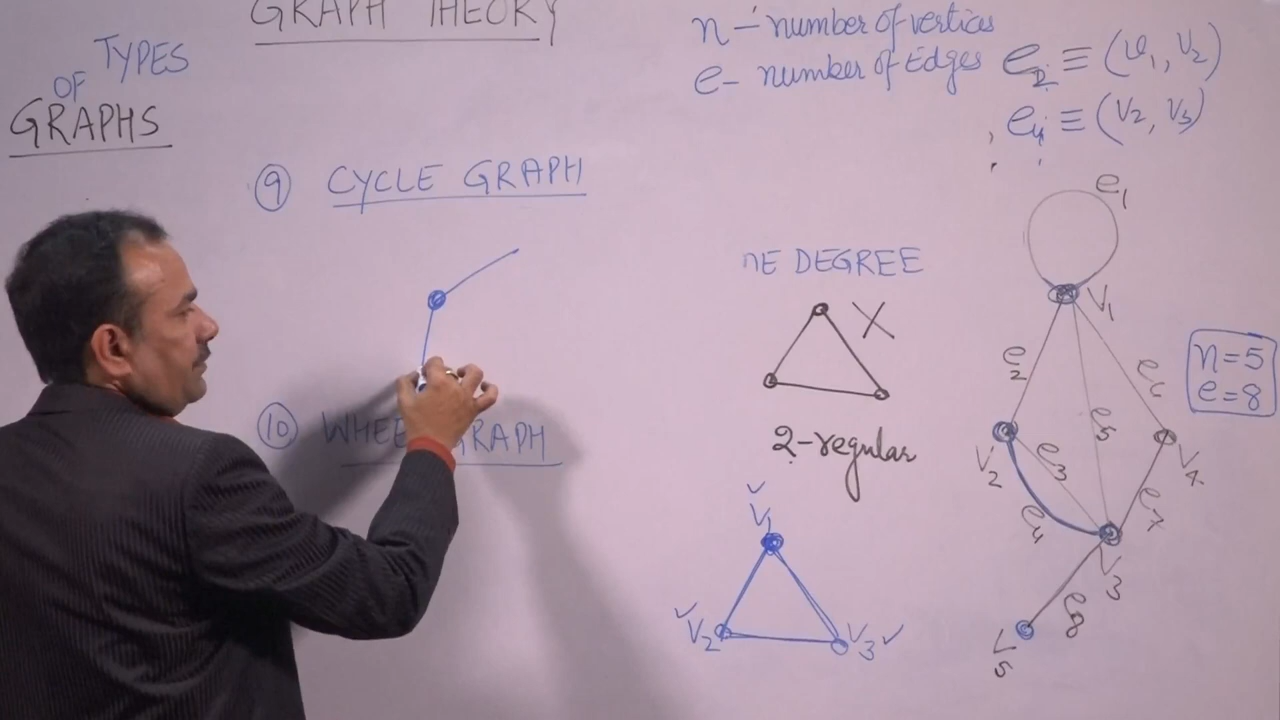 GRAPH THEORY
TYPES
OF
GRAPHS
n – number of vertices
e – number of Edges
e2 ≡ (v1, v2)
e4 ≡ (v2, v3)
9 CYCLE GRAPH
10 WHEE GRAPH
NE DEGREE
X
2-regular
V1
V2
V3
e1
V1
e2
e5
V2
e3
e4
V4
e7
V3
e8
n=5
e=8